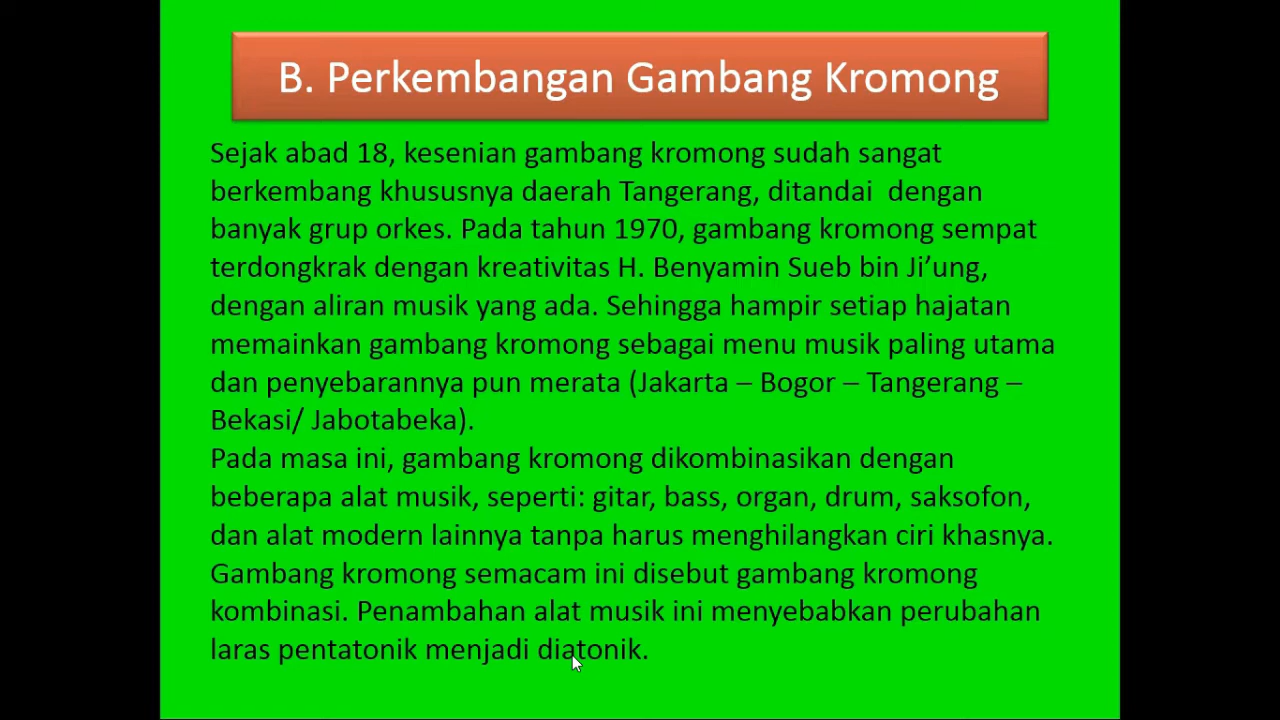 B. Perkembangan Gambang Kromong
Sejak abad 18, kesenian gambang kromong sudah sangat
berkembang khususnya daerah Tangerang, ditandai  dengan
banyak grup orkes. Pada tahun 1970, gambang kromong sempat
terdongkrak dengan kreativitas H. Benyamin Sueb bin Ji’ung,
dengan aliran musik yang ada. Sehingga hampir setiap hajatan
memainkan gambang kromong sebagai menu musik paling utama
dan penyebarannya pun merata (Jakarta – Bogor – Tangerang –
Bekasi/ Jabotabeka).
Pada masa ini, gambang kromong dikombinasikan dengan
beberapa alat musik, seperti: gitar, bass, organ, drum, saksofon,
dan alat modern lainnya tanpa harus menghilangkan ciri khasnya.
Gambang kromong semacam ini disebut gambang kromong
kombinasi. Penambahan alat musik ini menyebabkan perubahan
laras pentatonik menjadi diatonik.